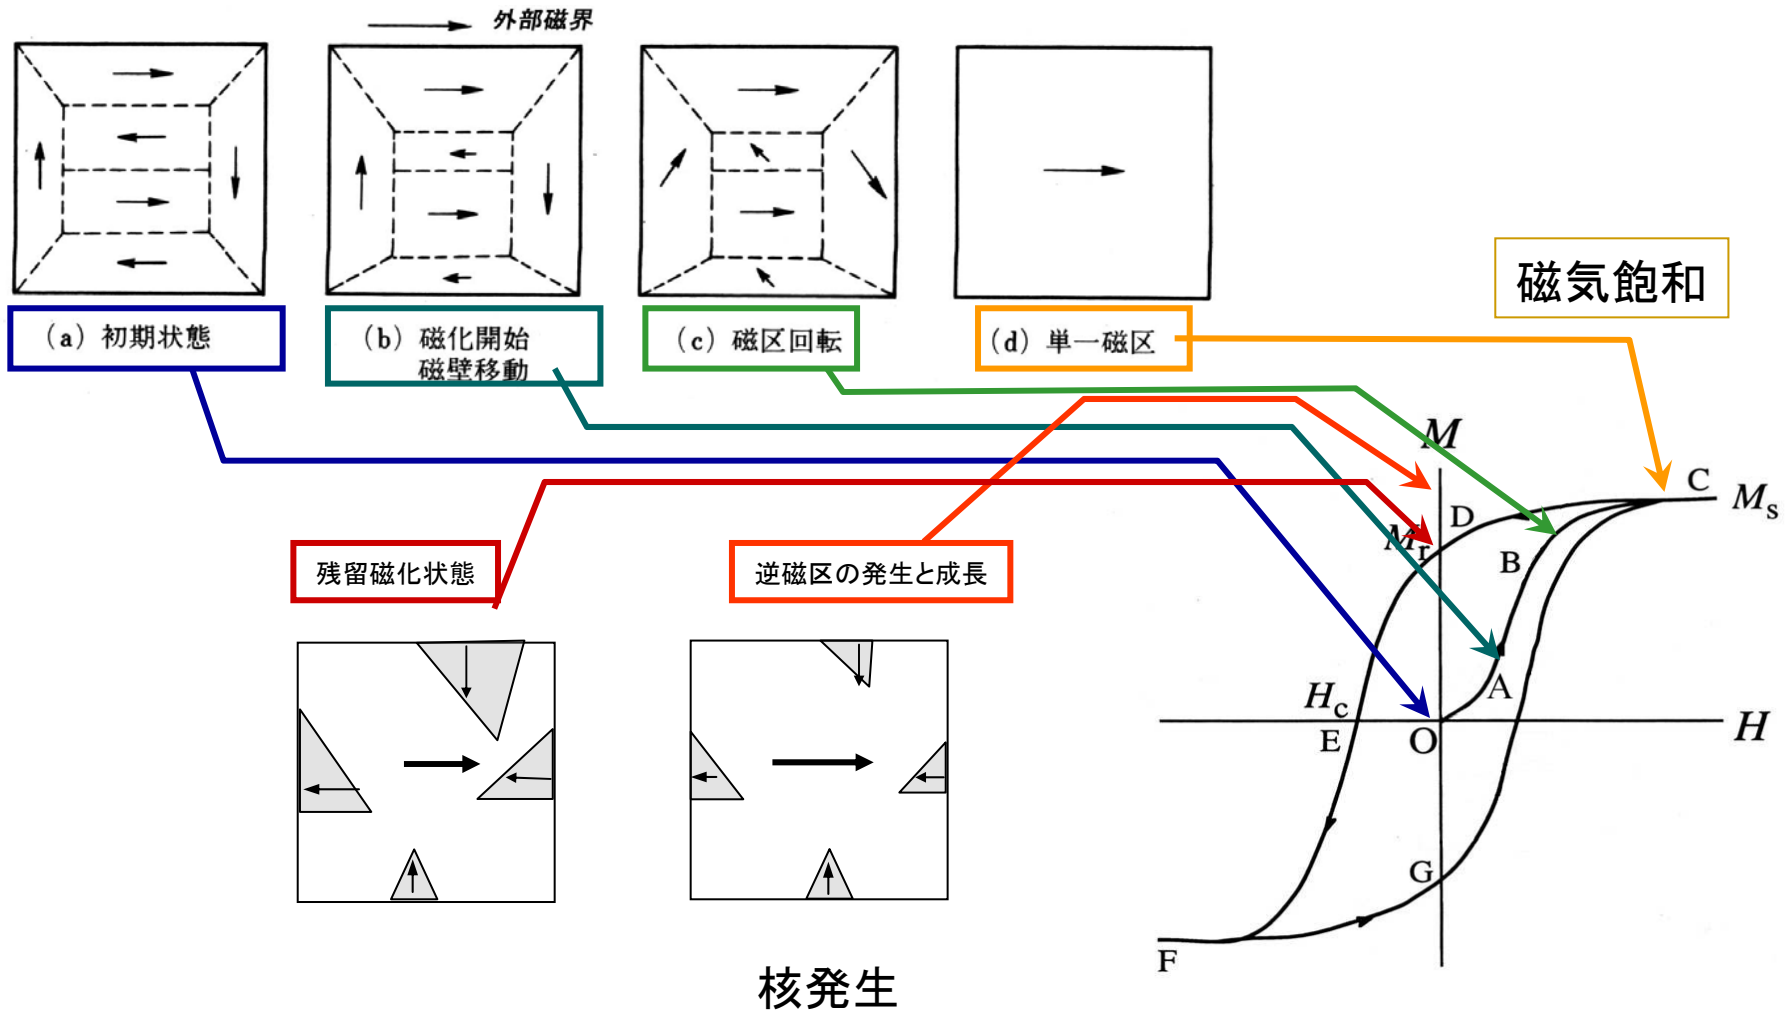 外部磁界
(a) 初期状態
(b) 磁化開始
磁壁移動
(c) 磁区回転
(d) 単一磁区
磁気飽和
残留磁化状態
逆磁区の発生と成長
核発生
M
C
Ms
D
Mr
B
A
Hc
E
O
H
G
F